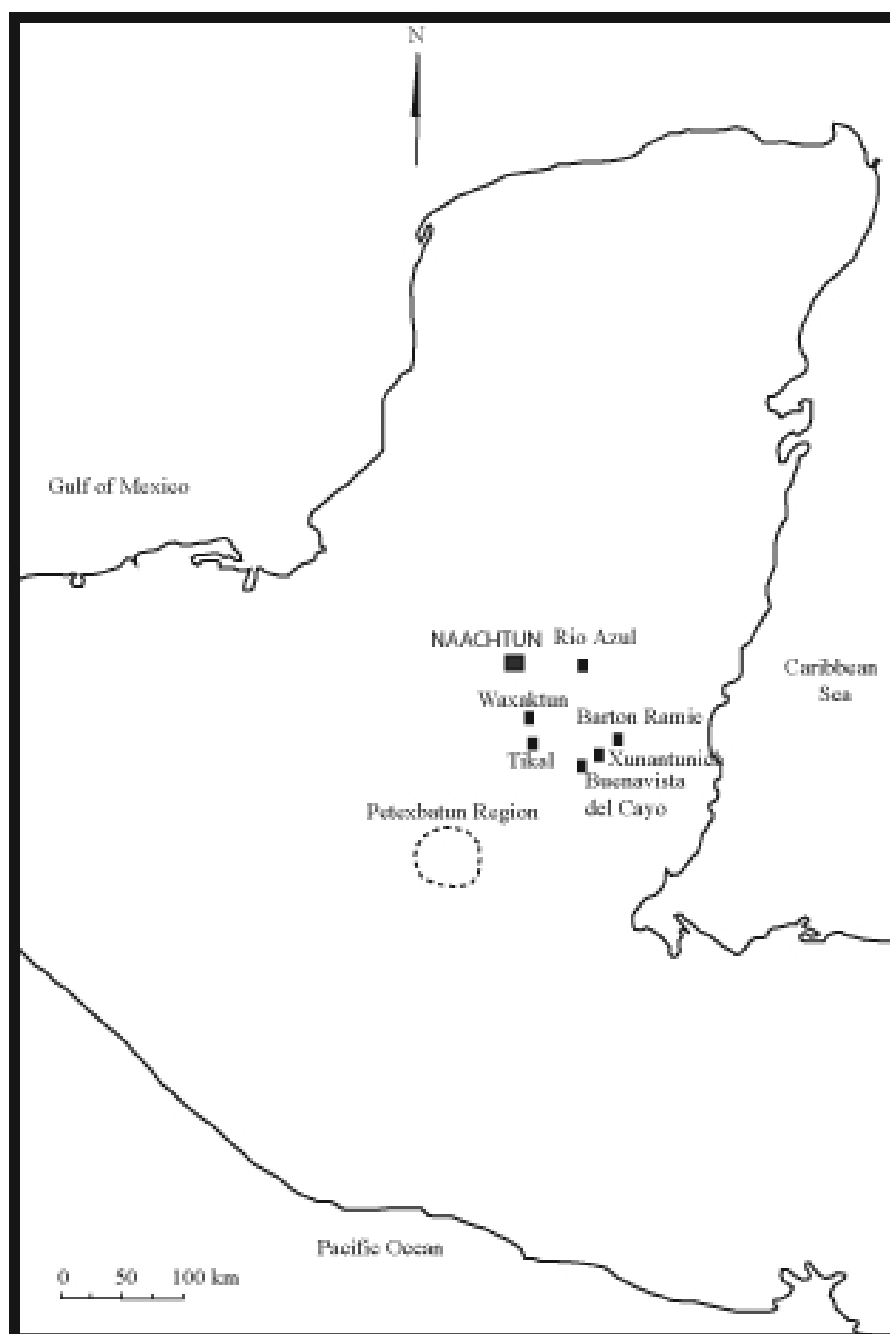 N
Gulf of Mexico
NAACHTUN
Rio Azul
Caribbean
Sea
Waxaktun
Barton Ramie
Tikal
Xunantunich
Buenavista
del Cayo
Petexbatun Region
Pacific Ocean
0 50 100 km